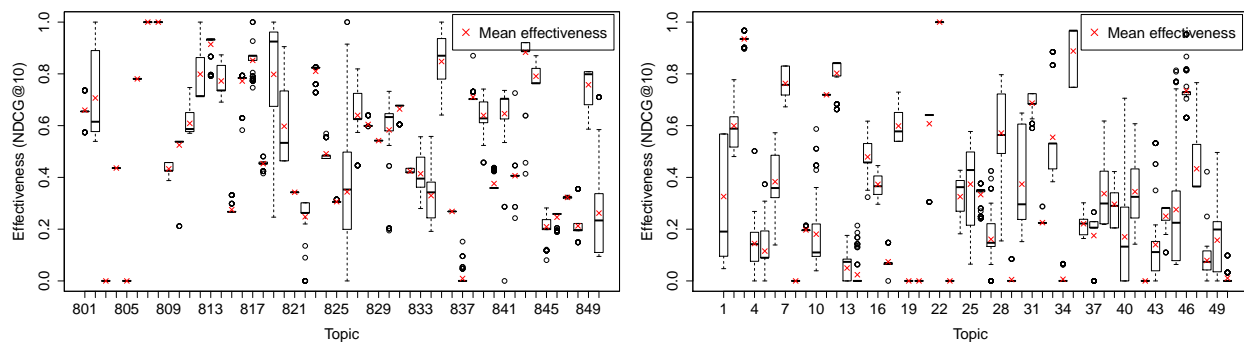 Effectiveness (NDCG@10)
1.0
0.8
0.6
0.4
0.2
0.0
× Mean effectiveness
801 805 809 813 817 821 825 829 833 837 841 845 849
Topic
Effectiveness (NDCG@10)
1.0
0.8
0.6
0.4
0.2
0.0
× Mean effectiveness
1 4 7 10 13 16 19 22 25 28 31 34 37 40 43 46 49
Topic